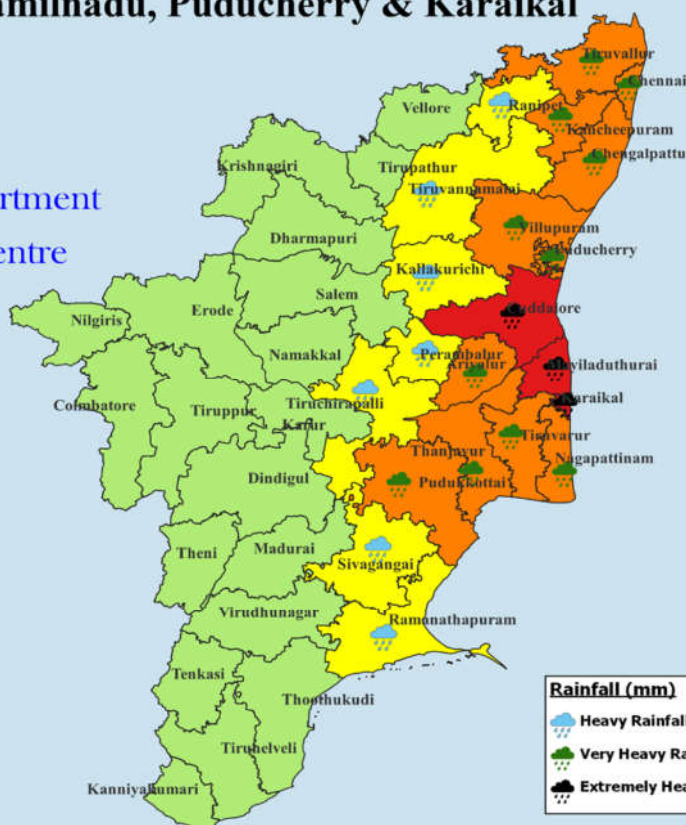 amilnadu, Puducherry & Karaikal
rtment
entre
Tiruvallur
Chennai
Vellore
Ranipet
Kancheepuram
Chengalpattu
Krishnagiri
Tirupathur
Tiruvannamalai
Dharmapuri
Villupuram
Puducherry
Kallakurichi
Salem
Cuddalore
Nilgiris
Erode
Namakkal
Perambalur
Ariyalur
Mayiladuthurai
Coimbatore
Tiruppur
Tiruchirapalli
Karaikal
Karur
Tiruvarur
Thanjavur
Nagapattinam
Dindigul
Pudukkottai
Theni
Madurai
Sivagangai
Virudhunagar
Ramanathapuram
Tenkasi
Thoothukudi
Tirunelveli
Kanniyakumari
Rainfall (mm)
Heavy Rainfall
Very Heavy Ra
Extremely Hea